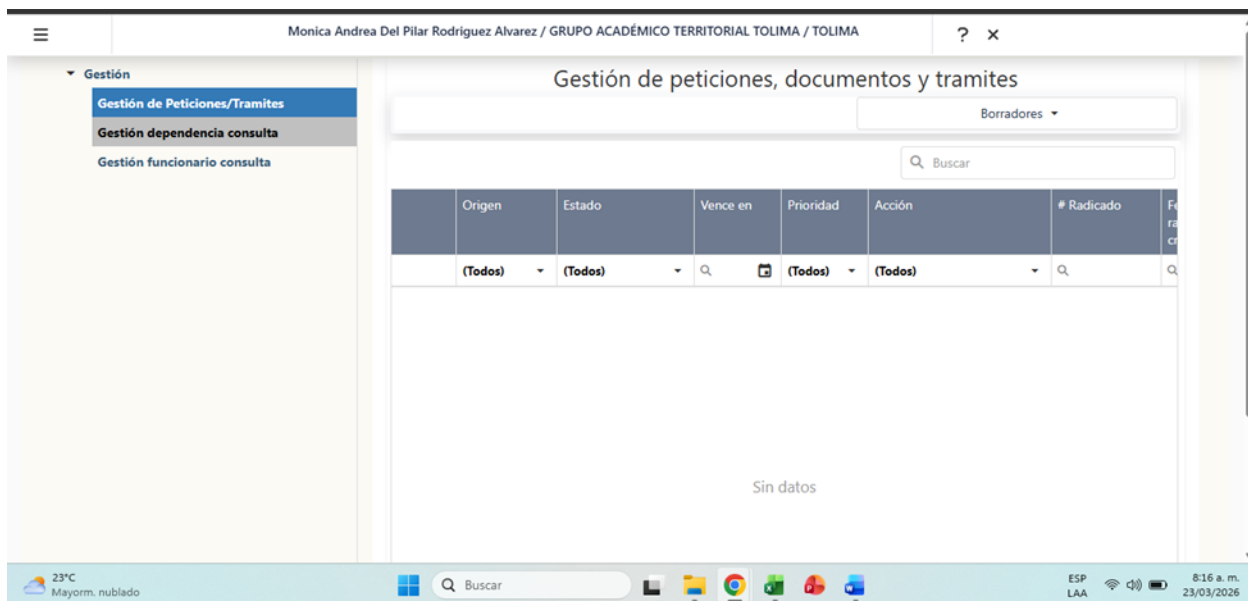 Monica Andrea Del Pilar Rodriguez Alvarez / GRUPO ACADÉMICO TERRITORIAL TOLIMA / TOLIMA
? ×
Gestión
Gestión de Peticiones/Tramites
Gestión dependencia consulta
Gestión funcionario consulta
Gestión de peticiones, documentos y tramites
Borradores
Buscar
Origen Estado Vence en Prioridad Acción # Radicado
(Todos) (Todos) (Todos) (Todos)
Sin datos
23°C
Mayorm. nublado
Buscar
ESP
LAA
8:16 a. m.
23/03/2026